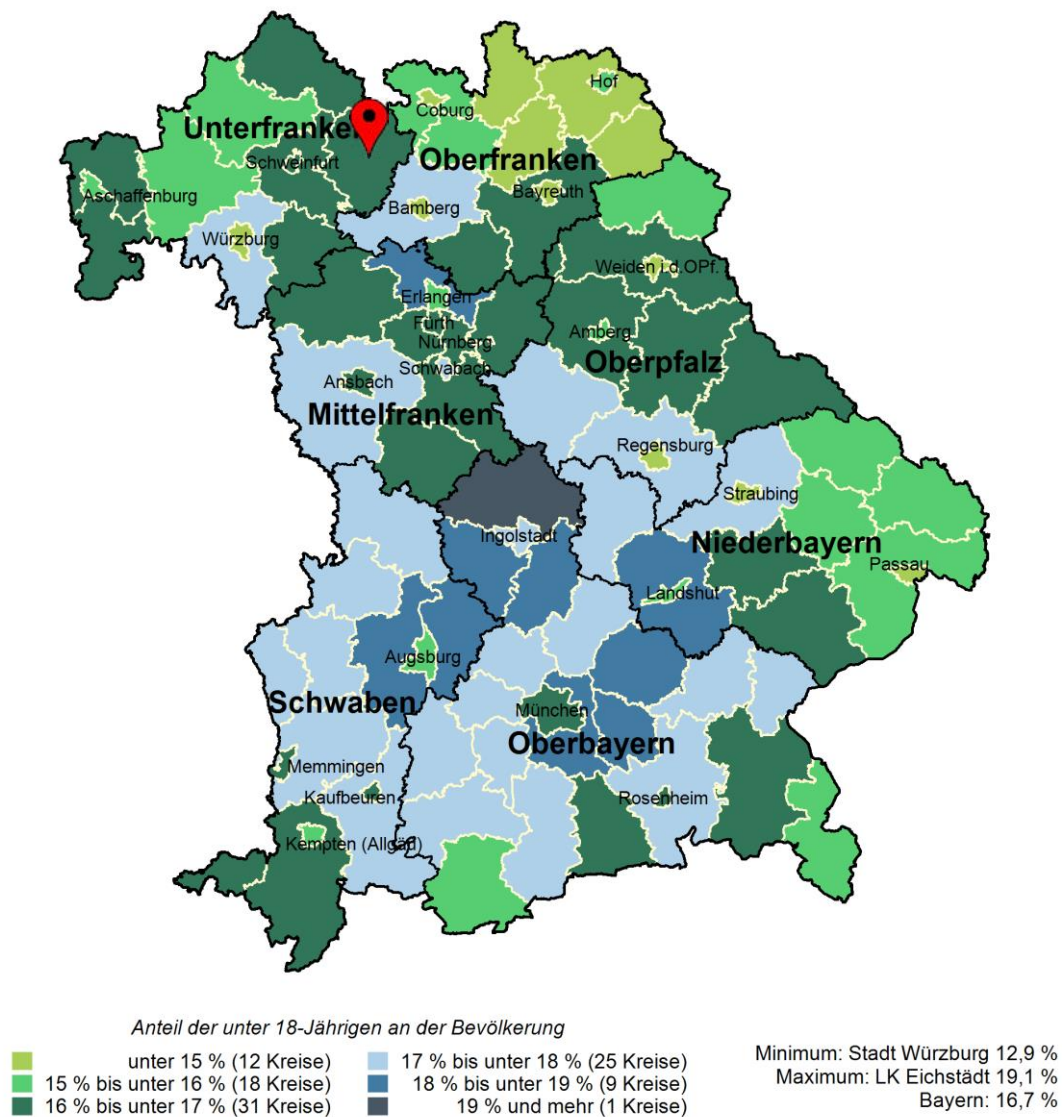 Hof
Coburg
Unterfranken
Oberfranken
Schweinfurt
Aschaffenburg
Bayreuth
Bamberg
Würzburg
Weiden i.d.OPf.
Erlangen
Fürth
Nürnberg
Amberg
Oberpfalz
Schwabach
Ansbach
Mittelfranken
Regensburg
Straubing
Ingolstadt
Niederbayern
Passau
Landshut
Augsburg
Schwaben
München
Oberbayern
Memmingen
Kaufbeuren
Rosenheim
Kempten (Allgäu)
Anteil der unter 18-Jährigen an der Bevölkerung
unter 15 % (12 Kreise)
15 % bis unter 16 % (18 Kreise)
16 % bis unter 17 % (31 Kreise)
17 % bis unter 18 % (25 Kreise)
18 % bis unter 19 % (9 Kreise)
19 % und mehr (1 Kreise)
Minimum: Stadt Würzburg 12,9 %
Maximum: LK Eichstädt 19,1 %
Bayern: 16,7 %